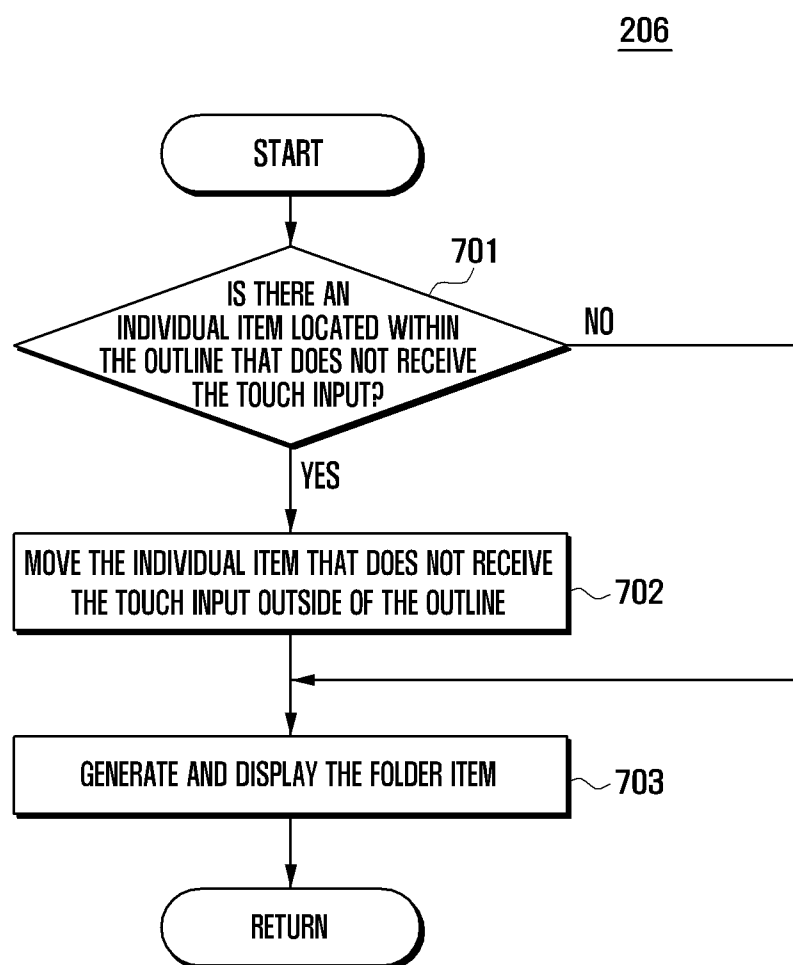 206
START
701
IS THERE AN
INDIVIDUAL ITEM LOCATED WITHIN
THE OUTLINE THAT DOES NOT RECEIVE
THE TOUCH INPUT?
NO
YES
MOVE THE INDIVIDUAL ITEM THAT DOES NOT RECEIVE
THE TOUCH INPUT OUTSIDE OF THE OUTLINE
702
GENERATE AND DISPLAY THE FOLDER ITEM
703
RETURN